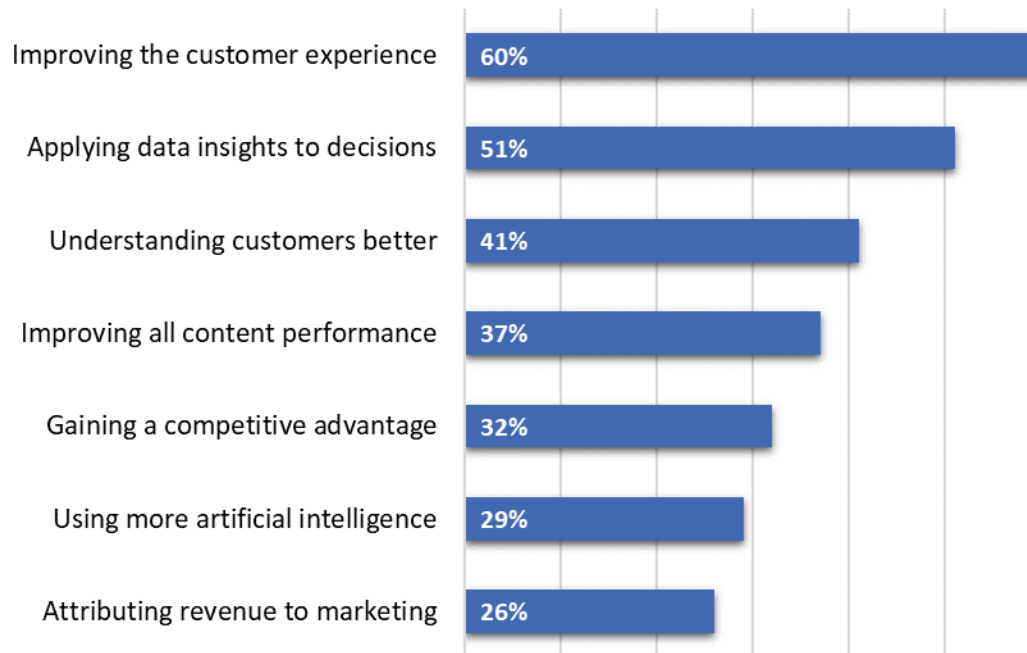 Improving the customer experience 60%
Applying data insights to decisions 51%
Understanding customers better 41%
Improving all content performance 37%
Gaining a competitive advantage 32%
Using more artificial intelligence 29%
Attributing revenue to marketing 26%